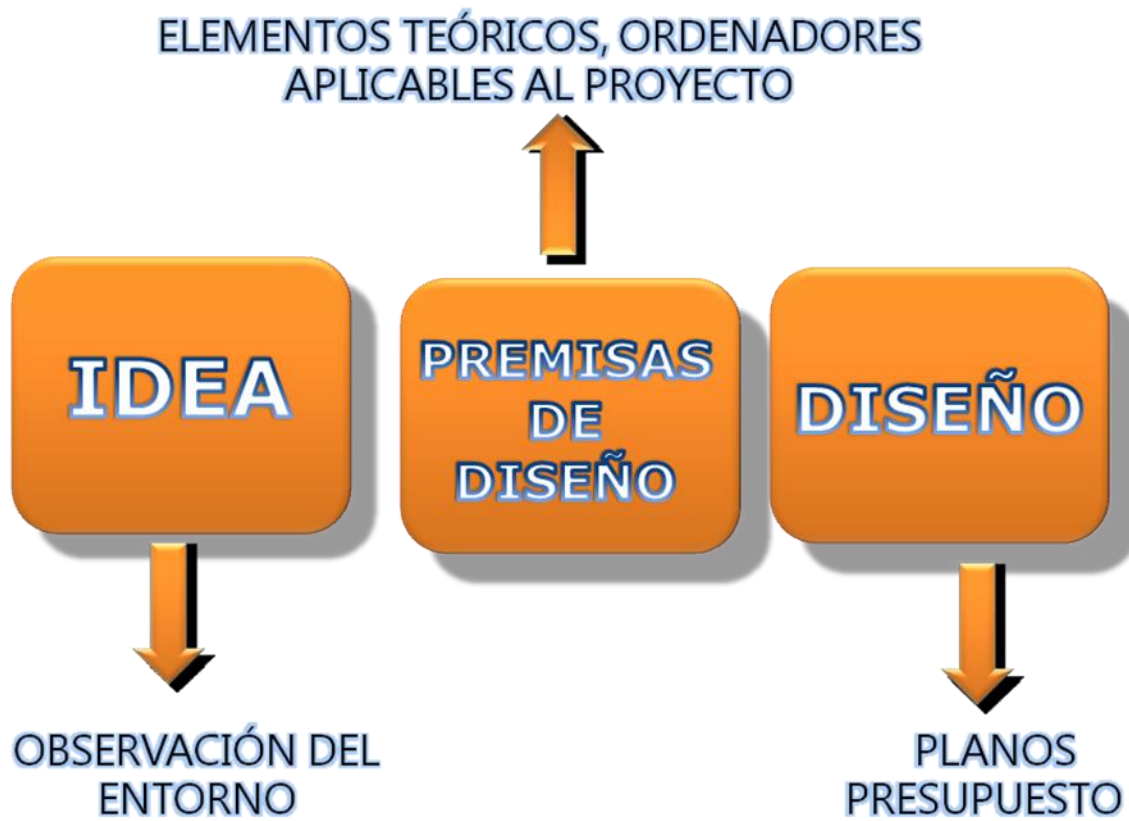 ELEMENTOS TEÓRICOS, ORDENADORES
APLICABLES AL PROYECTO
IDEA
PREMISAS
DE
DISEÑO
DISEÑO
OBSERVACIÓN DEL
ENTORNO
PLANOS
PRESUPUESTO